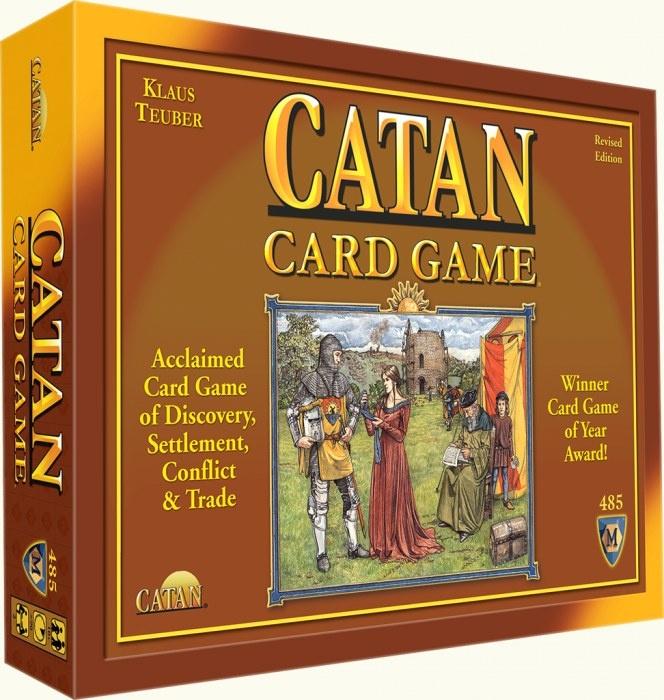 KLAUS
TEUBER
CATAN
CARD GAME
Revised
Edition
Acclaimed
Card Game
of Discovery,
Settlement,
Conflict
& Trade
Winner
Card Game
of Year
Award!
485
M
CATAN
CATAN
CATAN
CARD GAME
M
485